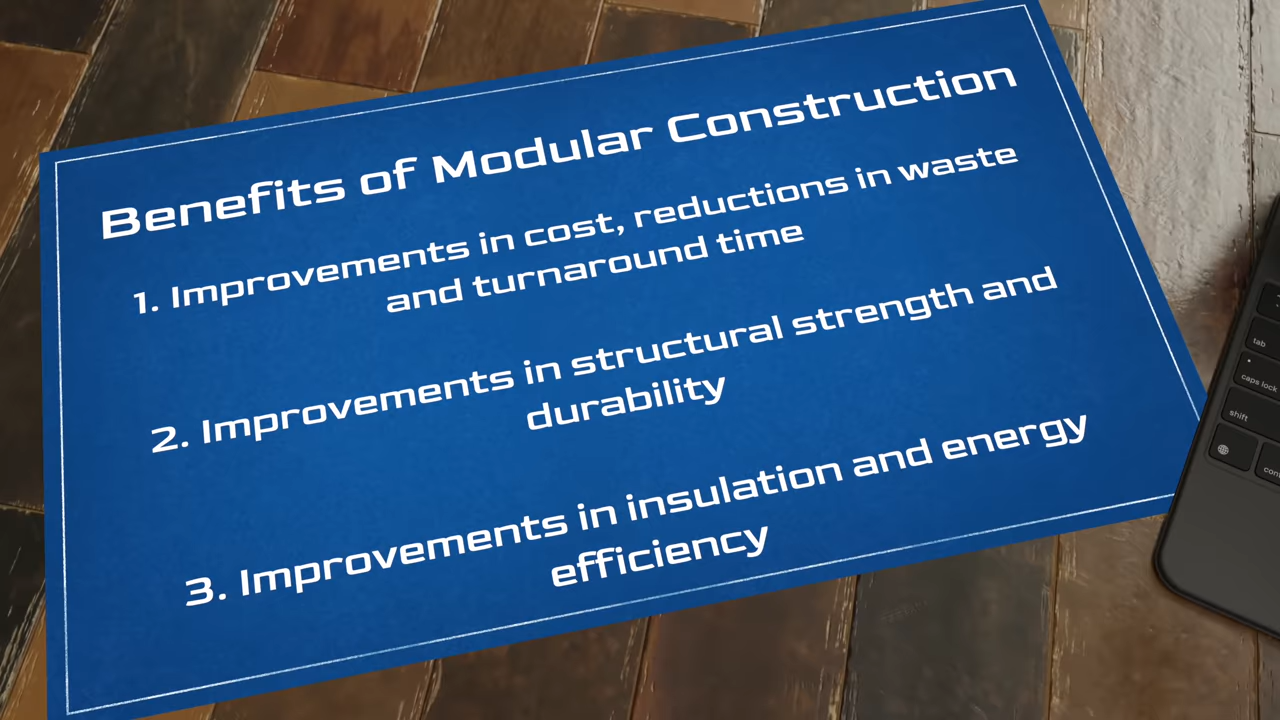 Benefits of Modular Construction
1. Improvements in cost, reductions in waste
and turnaround time
2. Improvements in structural strength and
durability
3. Improvements in insulation and energy
efficiency
tab
caps lock
shift